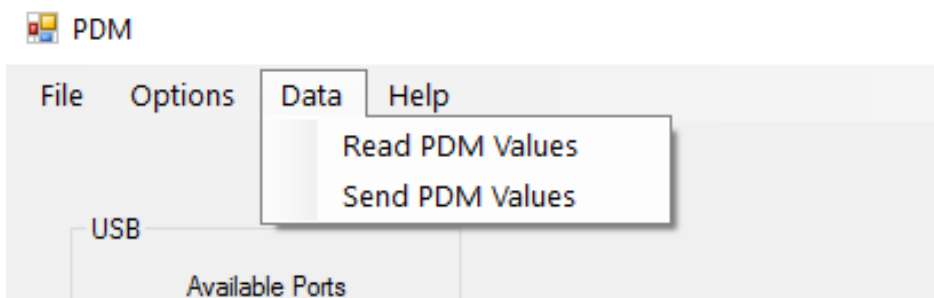 PDM
File Options Data Help
Read PDM Values
Send PDM Values
USB
Available Ports